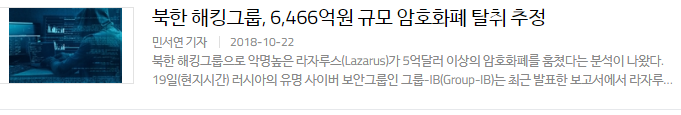 북한 해킹그룹, 6,466억원 규모 암호화폐 탈취 추정
민서연 기자 | 2018-10-22
북한 해킹그룹으로 악명높은 라자루스(Lazarus)가 5억달러 이상의 암호화폐를 훔쳤다는 분석이 나왔다.
19일(현지시간) 러시아의 유명 사이버 보안그룹인 그룹-IB(Group-IB)는 최근 발표한 보고서에서 라자루...